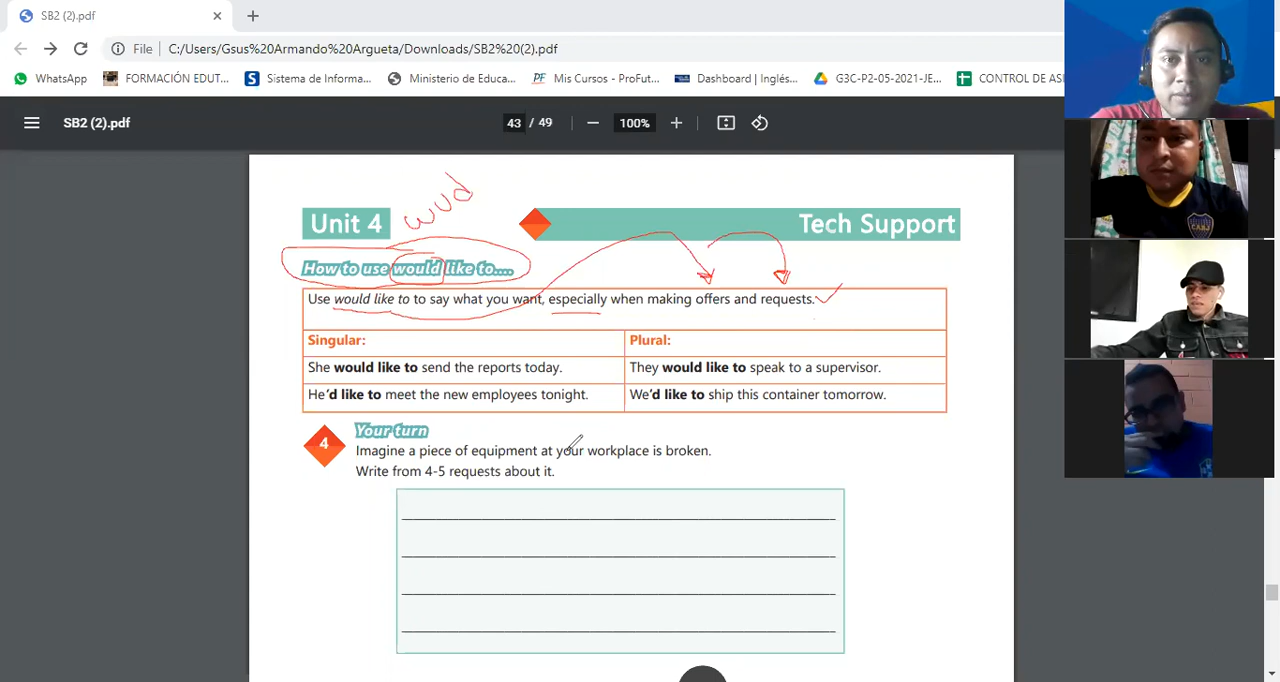 SB2 (2).pdf
File C:/Users/Gsus%20Armando%20Argueta/Downloads/SB2%20(2).pdf
WhatsApp FORMACIÓN EDUT... Sistema de Informa... Ministerio de Educa... PF Mis Cursos - ProFut... Dashboard | Inglés... G3C-P2-05-2021-JE... CONTROL DE AS
SB2 (2).pdf 43 / 49 100%
wud
Unit 4 Tech Support
How to use would like to....
Use would like to to say what you want, especially when making offers and requests.
Singular: Plural:
She would like to send the reports today. They would like to speak to a supervisor.
He'd like to meet the new employees tonight. We'd like to ship this container tomorrow.
4 Your turn
Imagine a piece of equipment at your workplace is broken.
Write from 4-5 requests about it.